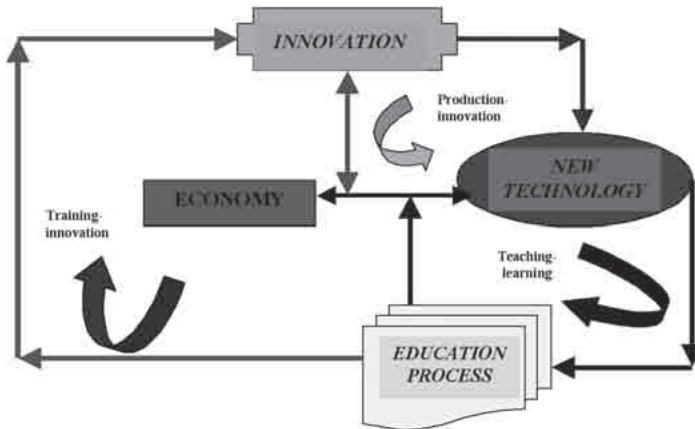 INNOVATION
Production-
innovation
NEW
TECHNOLOGY
ECONOMY
Training-
innovation
Teaching-
learning
EDUCATION
PROCESS